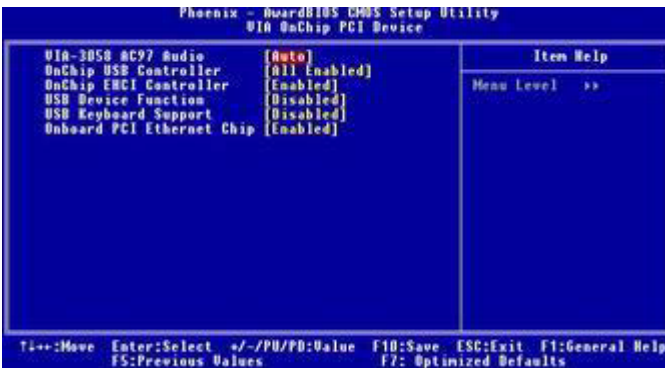 Phoenix - AwardBIOS CMOS Setup Utility
VIA OnChip PCI Device
VIA-3058 AC97 Audio [Auto]
OnChip USB Controller [All Enabled]
OnChip EHCI Controller [Enabled]
USB Device Function [Disabled]
USB Keyboard Support [Disabled]
Onboard PCI Ethernet Chip [Enabled]
Item Help
Menu Level ►►
↑↓→←:Move Enter:Select +/-/PU/PD:Value F10:Save ESC:Exit F1:General Help
F5:Previous Values F7: Optimized Defaults